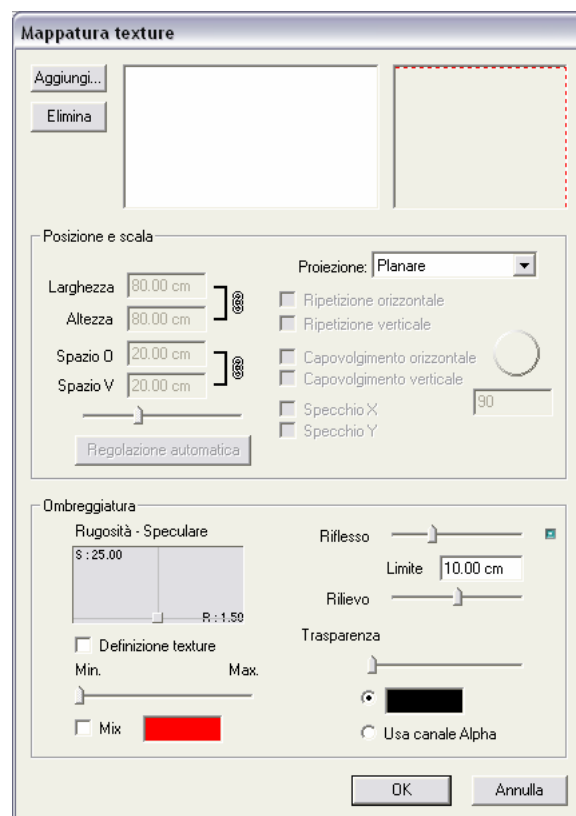 Mappatura texture
Aggiungi...
Elimina
Posizione e scala
Larghezza 80.00 cm
Altezza 80.00 cm
Spazio O 20.00 cm
Spazio V 20.00 cm
Regolazione automatica
Proiezione: Planare
Ripetizione orizzontale
Ripetizione verticale
Capovolgimento orizzontale
Capovolgimento verticale
90
Specchio X
Specchio Y
Ombreggiatura
Rugosità - Speculare
S : 25.00
R : 1.50
Definizione texture
Min. Max.
Mix
Riflesso
Limite 10.00 cm
Rilievo
Trasparenza
Usa canale Alpha
OK Annulla